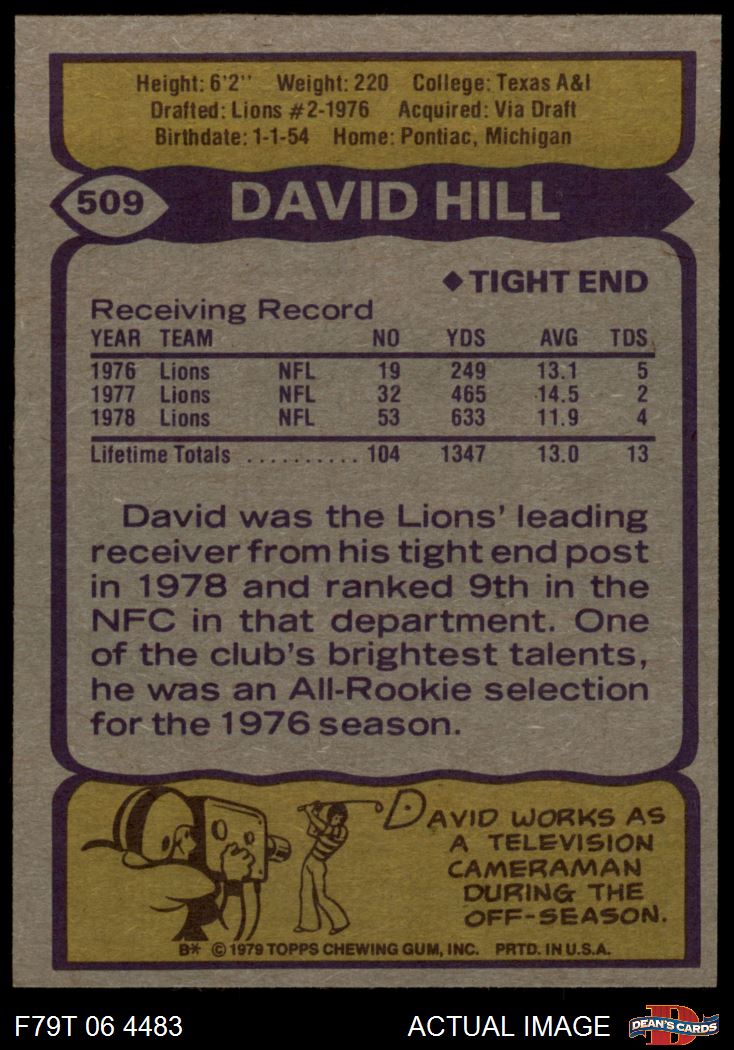 Height: 6'2" Weight: 220 College: Texas A&I
Drafted: Lions #2-1976 Acquired: Via Draft
Birthdate: 1-1-54 Home: Pontiac, Michigan
509 DAVID HILL
◆ TIGHT END
Receiving Record
YEAR TEAM NO YDS AVG TDS
1976 Lions NFL 19 249 13.1 5
1977 Lions NFL 32 465 14.5 2
1978 Lions NFL 53 633 11.9 4
Lifetime Totals .......... 104 1347 13.0 13
David was the Lions' leading
receiver from his tight end post
in 1978 and ranked 9th in the
NFC in that department. One
of the club's brightest talents,
he was an All-Rookie selection
for the 1976 season.
DAVID WORKS AS
A TELEVISION
CAMERAMAN
DURING THE
OFF-SEASON.
B* © 1979 TOPPS CHEWING GUM, INC. PRTD. IN U.S.A.
F79T 06 4483 ACTUAL IMAGE D DEAN'S CARDS